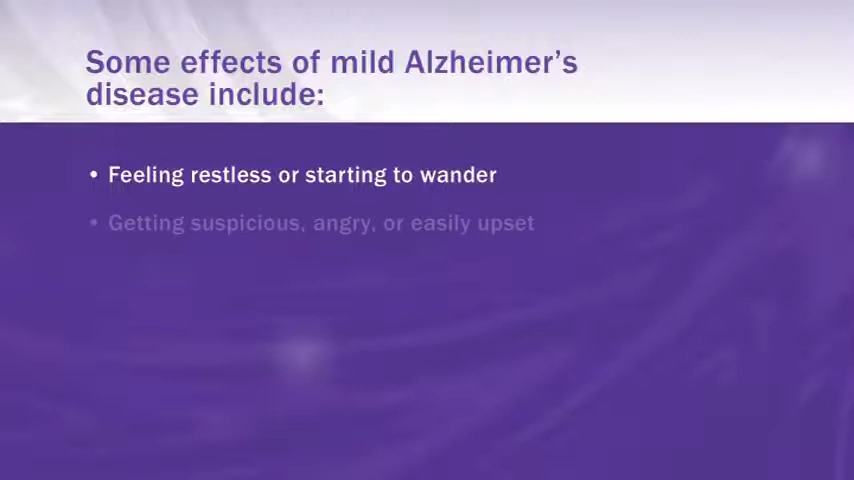 Some effects of mild Alzheimer’s
disease include:
• Feeling restless or starting to wander
• Getting suspicious, angry, or easily upset